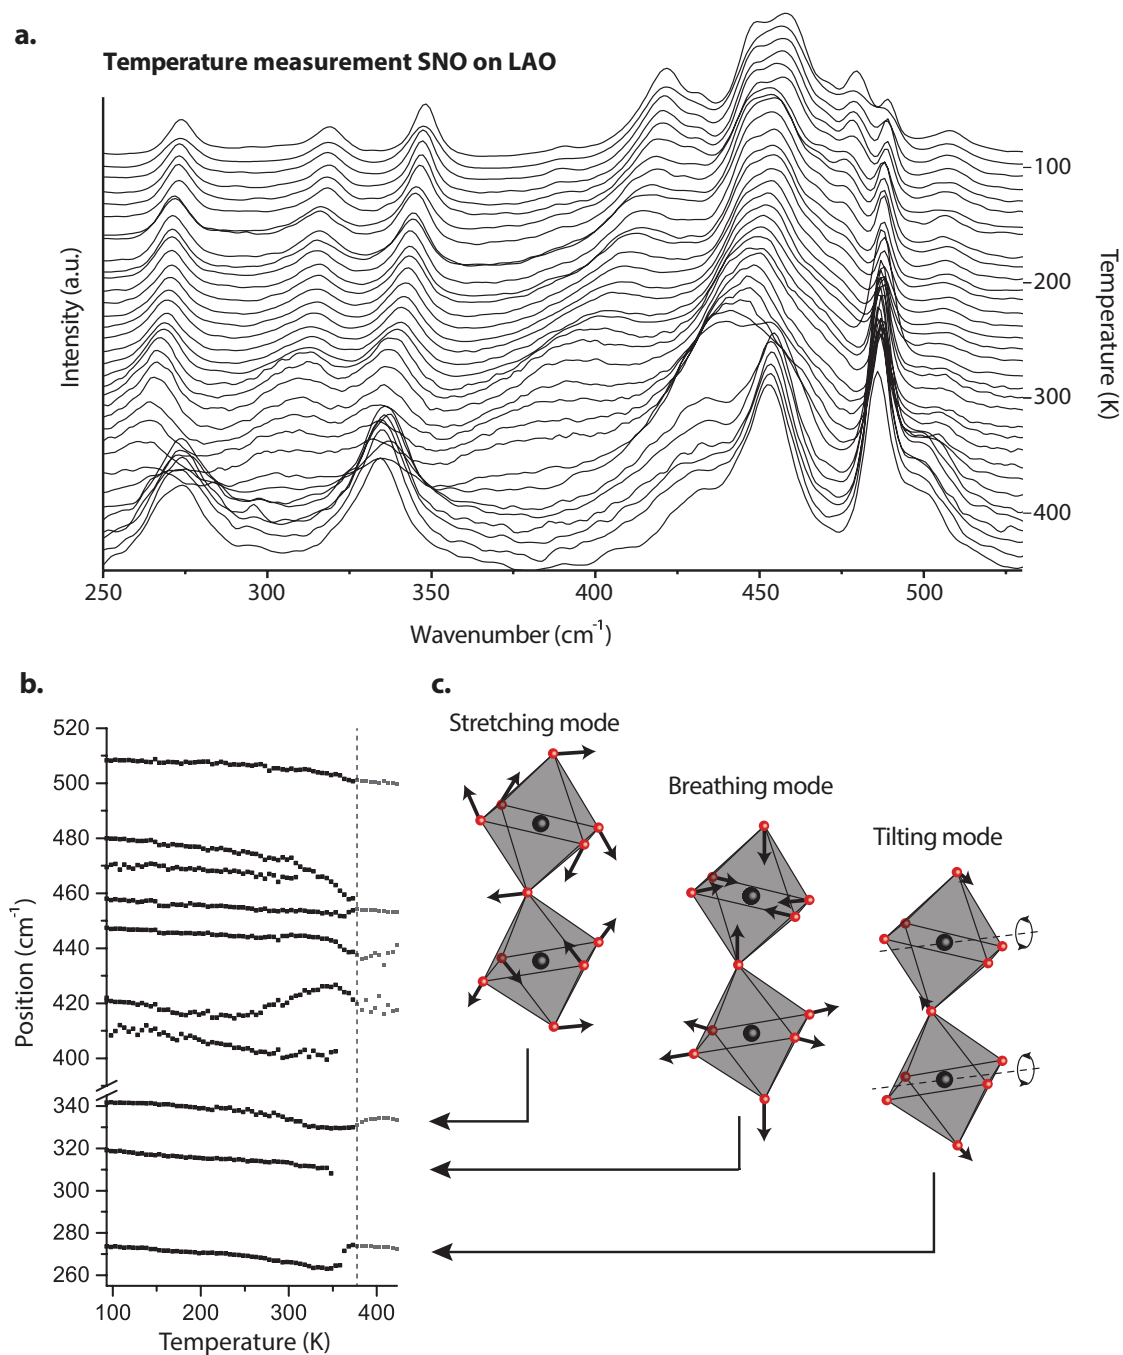 a.
Temperature measurement SNO on LAO
Intensity (a.u.)
100
200
300
400
Temperature (K)
250 300 350 400 450 500
Wavenumber (cm-1)
b.
520
500
480
460
440
420
400
340
320
300
280
260
Position (cm-1)
100 200 300 400
Temperature (K)
c.
Stretching mode
Breathing mode
Tilting mode